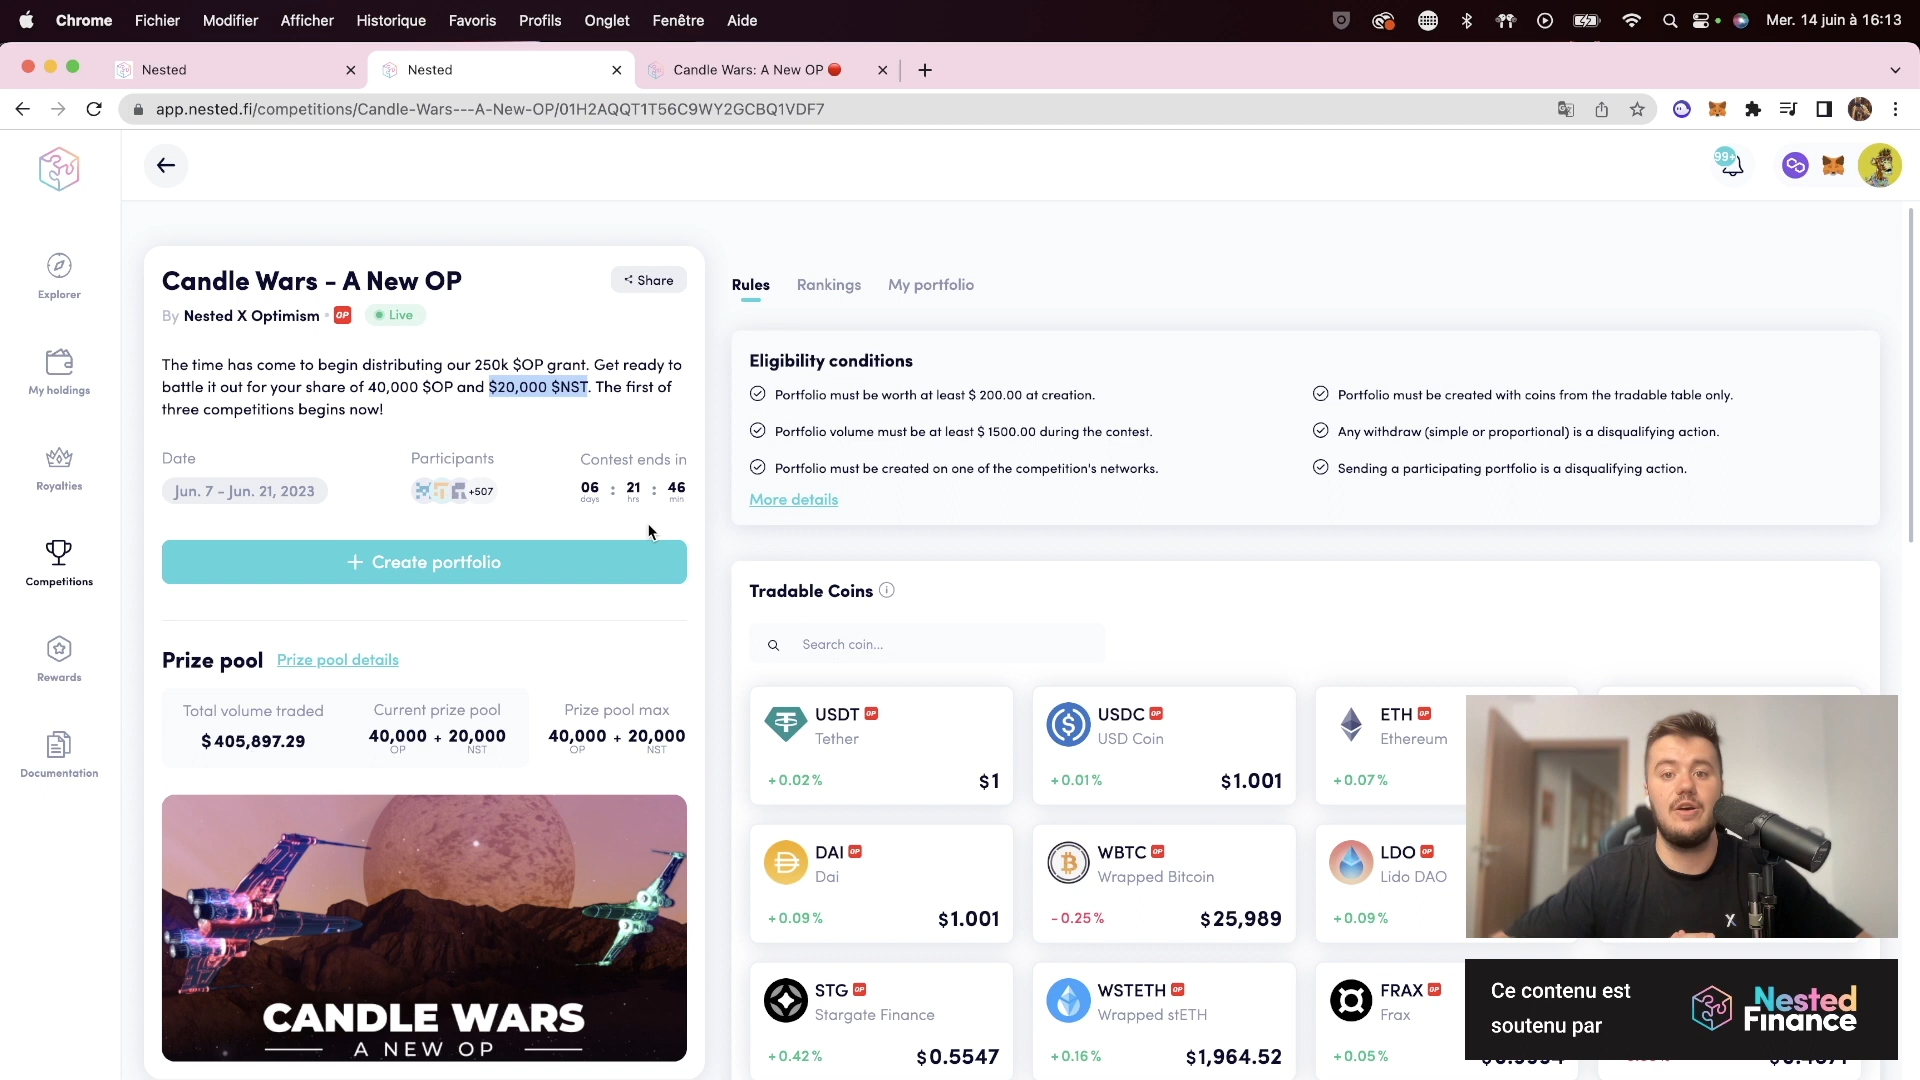 Chrome Fichier Modifier Afficher Historique Favoris Profils Onglet Fenêtre Aide Mer. 14 juin à 16:13
Nested Nested Candle Wars: A New OP
app.nested.fi/competitions/Candle-Wars---A-New-OP/01H2AQQT1T56C9WY2GCBQ1VDF7
99+
Explorer
My holdings
Royalties
Competitions
Rewards
Documentation
Candle Wars - A New OP
Share
By Nested X Optimism OP Live
The time has come to begin distributing our 250k $OP grant. Get ready to
battle it out for your share of 40,000 $OP and $20,000 $NST. The first of
three competitions begins now!
Date Participants Contest ends in
Jun. 7 - Jun. 21, 2023 +507 06 : 21 : 46
days hrs min
+ Create portfolio
Prize pool Prize pool details
Total volume traded Current prize pool Prize pool max
$405,897.29 40,000 + 20,000 40,000 + 20,000
OP NST OP NST
CANDLE WARS
A NEW OP
Rules Rankings My portfolio
Eligibility conditions
Portfolio must be worth at least $ 200.00 at creation.
Portfolio must be created with coins from the tradable table only.
Portfolio volume must be at least $ 1500.00 during the contest.
Any withdraw (simple or proportional) is a disqualifying action.
Portfolio must be created on one of the competition's networks.
Sending a participating portfolio is a disqualifying action.
More details
Tradable Coins
Search coin...
USDT OP
Tether
+0.02% $1
USDC OP
USD Coin
+0.01% $1.001
ETH OP
Ethereum
+0.07%
DAI OP
Dai
+0.09% $1.001
WBTC OP
Wrapped Bitcoin
-0.25% $25,989
LDO OP
Lido DAO
+0.09%
STG OP
Stargate Finance
+0.42% $0.5547
WSTETH OP
Wrapped stETH
+0.16% $1,964.52
FRAX OP
Frax
+0.05%
X
Ce contenu est
soutenu par
Nested
Finance